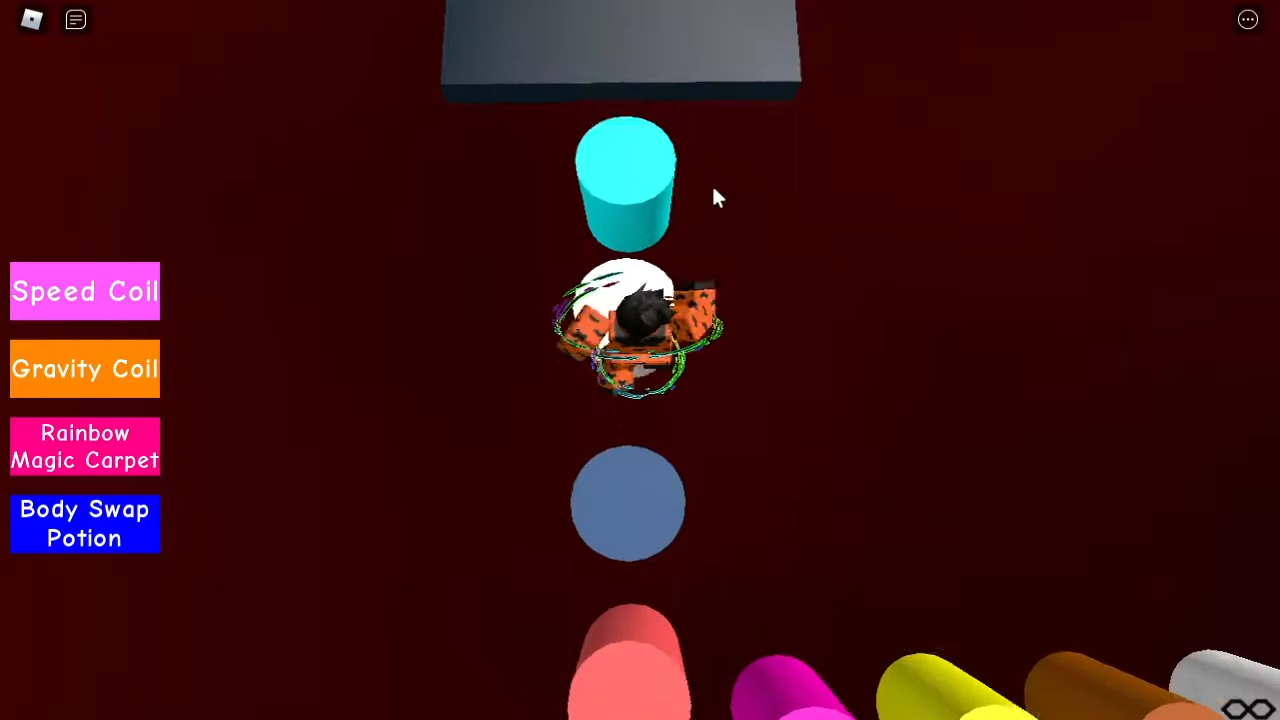 Speed Coil
Gravity Coil
Rainbow
Magic Carpet
Body Swap
Potion